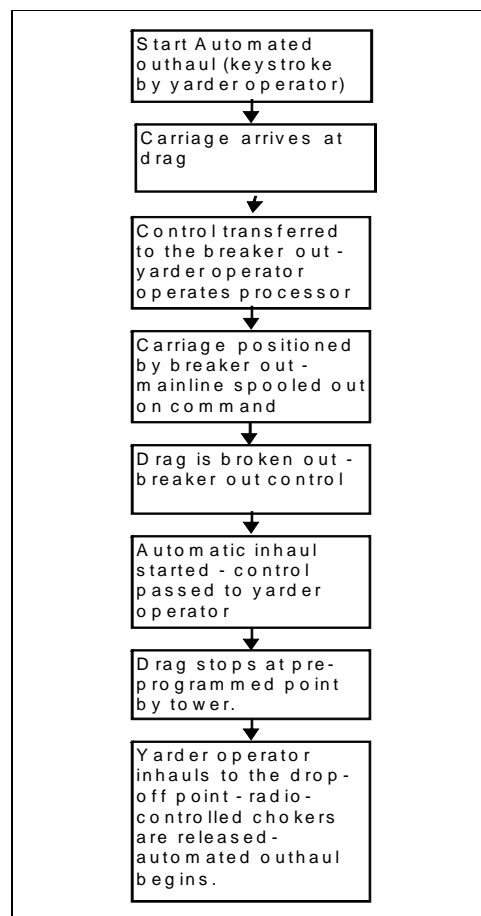 Start Automated
outhaul (keystroke
by yarder operator)
Carriage arrives at
drag
Control transferred
to the breaker out -
yarder operator
operates processor
Carriage positioned
by breaker out -
mainline spooled out
on command
Drag is broken out -
breaker out control
Automatic inhaul
started - control
passed to yarder
operator
Drag stops at pre-
programmed point
by tower.
Yarder operator
inhauls to the drop-
off point - radio-
controlled chokers
are released-
automated outhaul
begins.